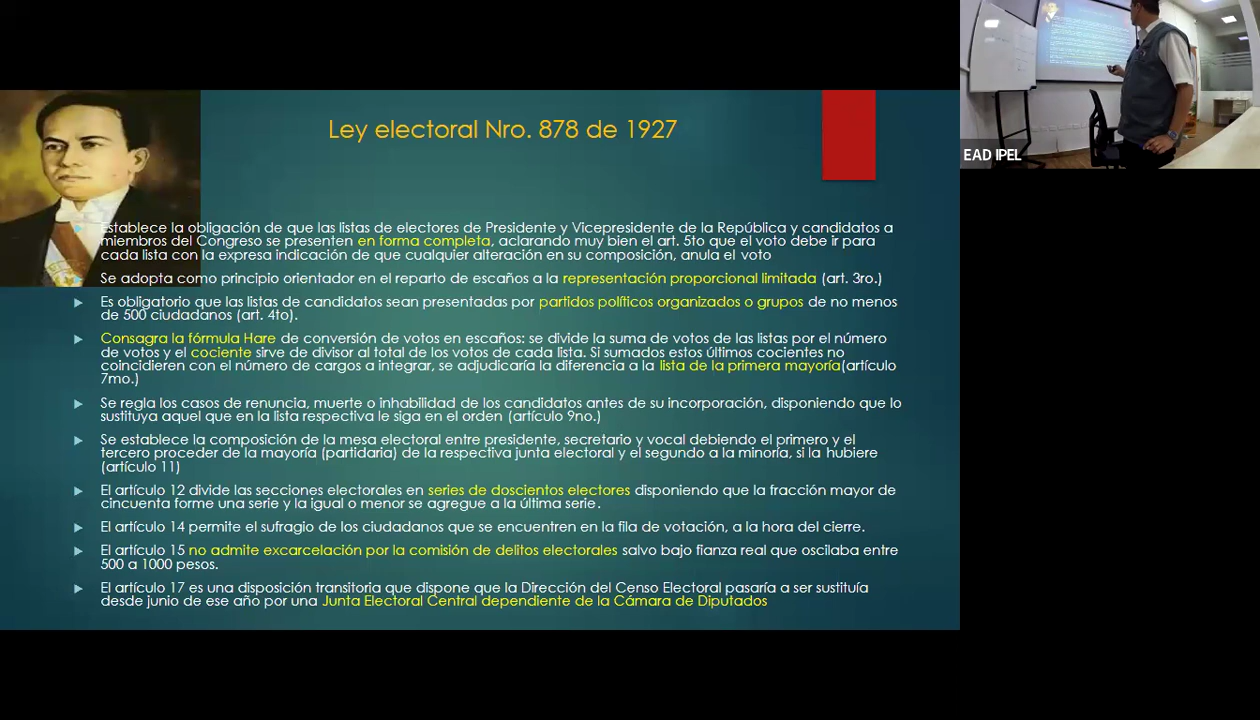 Ley electoral Nro. 878 de 1927
Establece la obligación de que las listas de electores de Presidente y Vicepresidente de la República y candidatos a
miembros del Congreso se presenten en forma completa, aclarando muy bien el art. 5to que el voto debe ir para
cada lista con la expresa indicación de que cualquier alteración en su composición, anula el voto
Se adopta como principio orientador en el reparto de escaños a la representación proporcional limitada (art. 3ro.)
Es obligatorio que las listas de candidatos sean presentadas por partidos políticos organizados o grupos de no menos
de 500 ciudadanos (art. 4to).
Consagra la fórmula Hare de conversión de votos en escaños: se divide la suma de votos de las listas por el número
de votos y el cociente sirve de divisor al total de los votos de cada lista. Si sumados estos últimos cocientes no
coincidieren con el número de cargos a integrar, se adjudicaría la diferencia a la lista de la primera mayoría(artículo
7mo.)
Se regla los casos de renuncia, muerte o inhabilidad de los candidatos antes de su incorporación, disponiendo que lo
sustituya aquel que en la lista respectiva le siga en el orden (artículo 9no.)
Se establece la composición de la mesa electoral entre presidente, secretario y vocal debiendo el primero y el
tercero proceder de la mayoría (partidaria) de la respectiva junta electoral y el segundo a la minoría, si la hubiere
(artículo 11)
El artículo 12 divide las secciones electorales en series de doscientos electores disponiendo que la fracción mayor de
cincuenta forme una serie y la igual o menor se agregue a la última serie.
El artículo 14 permite el sufragio de los ciudadanos que se encuentren en la fila de votación, a la hora del cierre.
El artículo 15 no admite excarcelación por la comisión de delitos electorales salvo bajo fianza real que oscilaba entre
500 a 1000 pesos.
El artículo 17 es una disposición transitoria que dispone que la Dirección del Censo Electoral pasaría a ser sustituía
desde junio de ese año por una Junta Electoral Central dependiente de la Cámara de Diputados
EAD IPEL